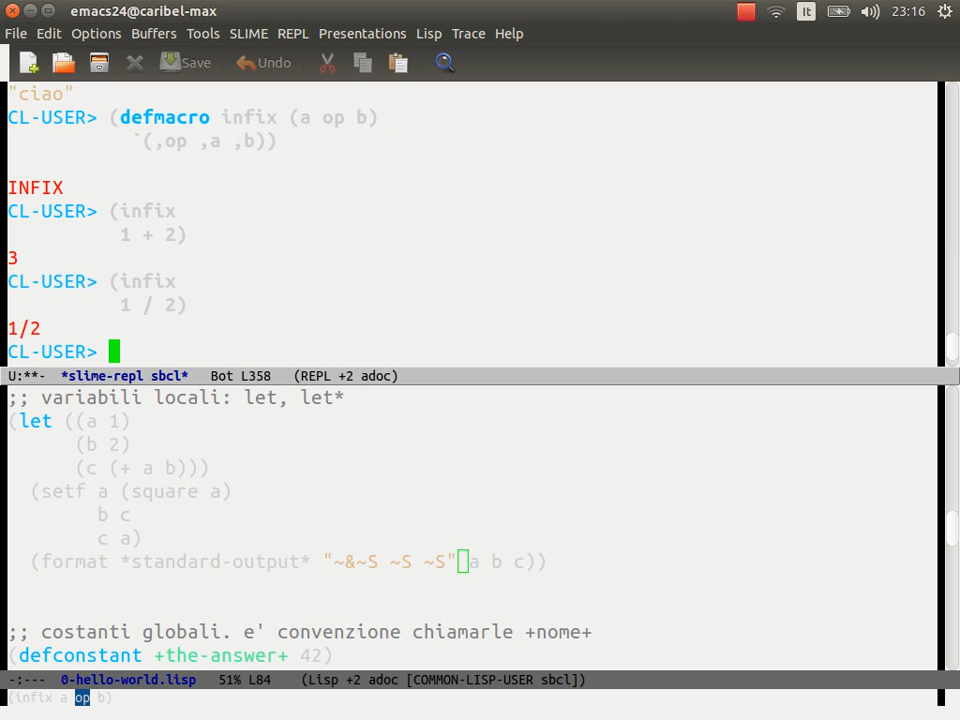 emacs24@caribel-max
It
23:16
File Edit Options Buffers Tools SLIME REPL Presentations Lisp Trace Help
Save Undo
"ciao"
CL-USER> (defmacro infix (a op b)
`(,op ,a ,b))
INFIX
CL-USER> (infix
1 + 2)
3
CL-USER> (infix
1 / 2)
1/2
CL-USER>
U:**- *slime-repl sbcl* Bot L358 (REPL +2 adoc)
;; variabili locali: let, let*
(let ((a 1)
(b 2)
(c (+ a b)))
(setf a (square a)
b c
c a)
(format *standard-output* "~&~S ~S ~S" a b c))
;; costanti globali. e' convenzione chiamarle +nome+
(defconstant +the-answer+ 42)
-:--- 0-hello-world.lisp 51% L84 (Lisp +2 adoc [COMMON-LISP-USER sbcl])
(infix a op b)